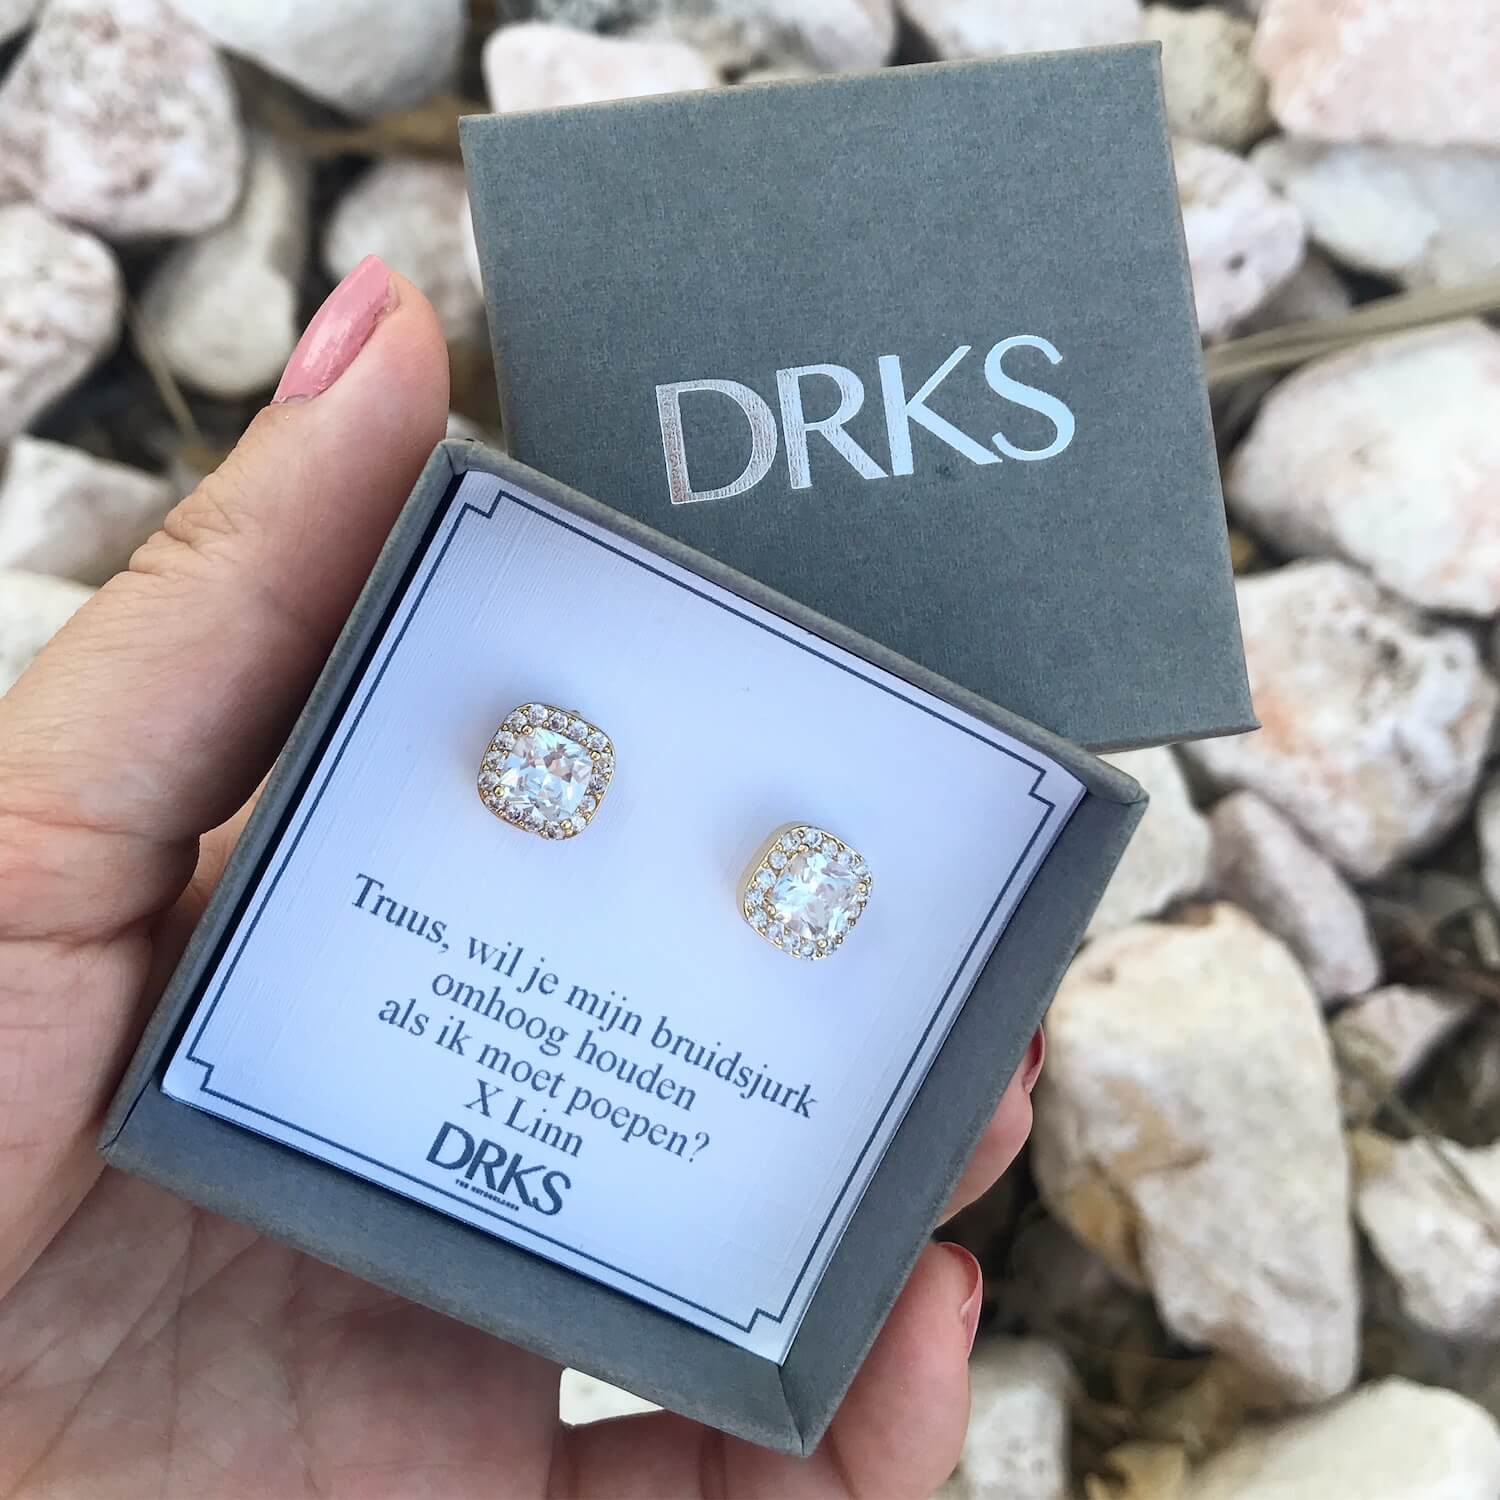 DRKS
Truus, wil je mijn bruidsjurk
omhoog houden
als ik moet poepen?
X Linn
DRKS